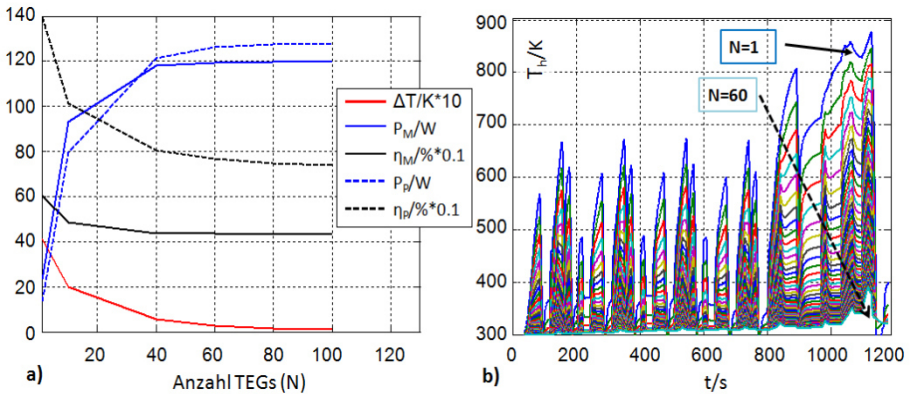 140
120
100
80
60
40
20
0
20
40
60
80
100
120
Anzahl TEGs (N)
a)
ΔT/K*10
P_M/W
η_M/%*0.1
P_P/W
η_P/%*0.1
900
800
700
600
500
400
300
T_h/K
N=1
N=60
0
200
400
600
800
1000
1200
t/s
b)